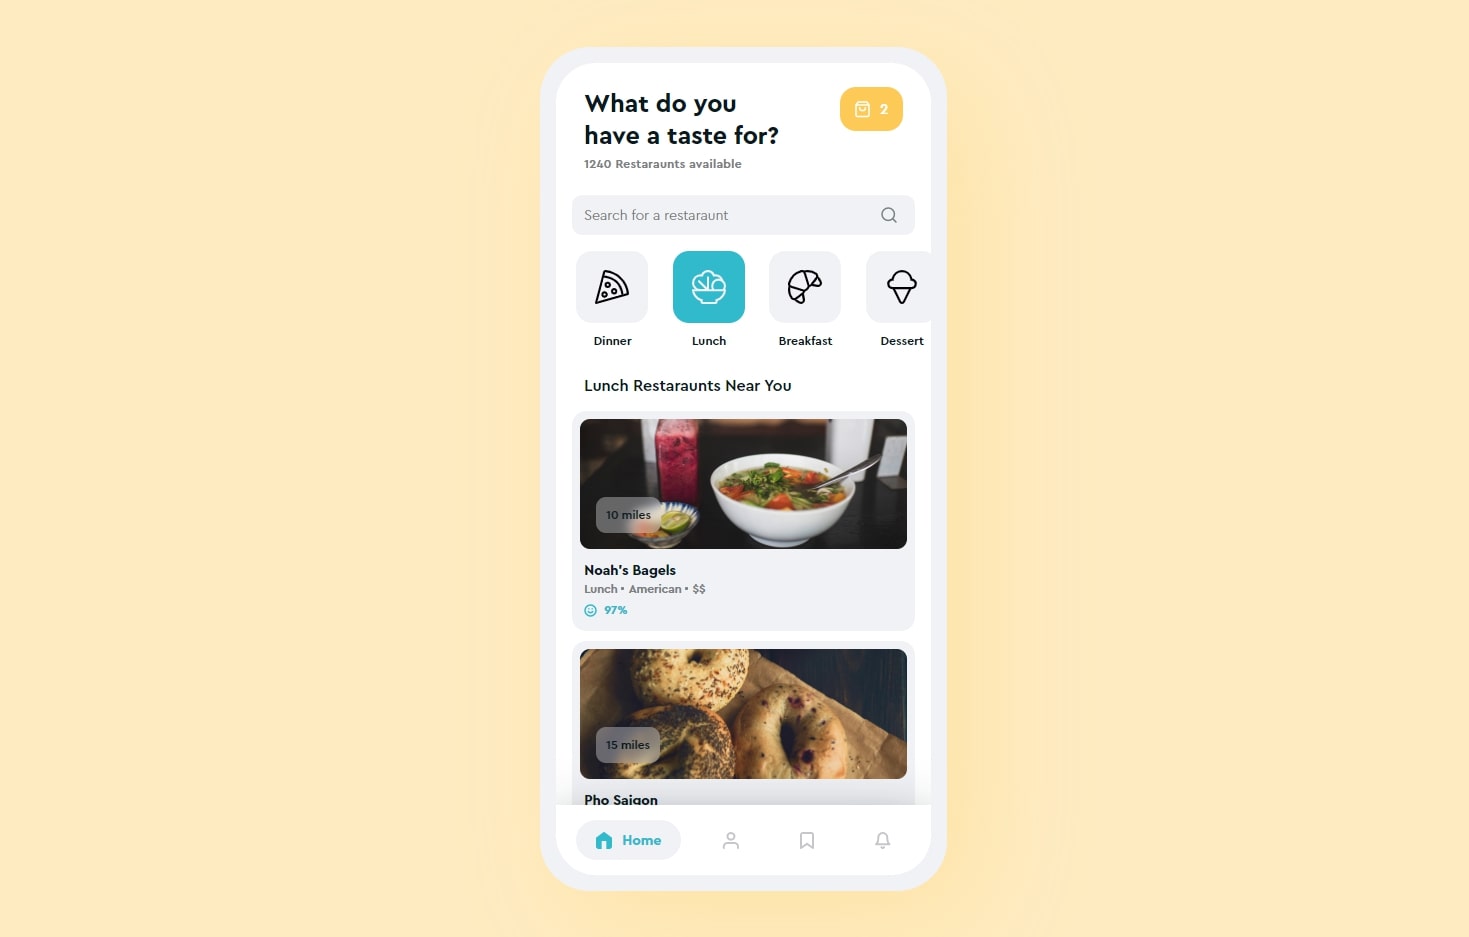 What do you
have a taste for?
2
1240 Restaraunts available
Search for a restaraunt
Dinner
Lunch
Breakfast
Dessert
Lunch Restaraunts Near You
10 miles
Noah's Bagels
Lunch • American • $$
97%
15 miles
Pho Saigon
Home